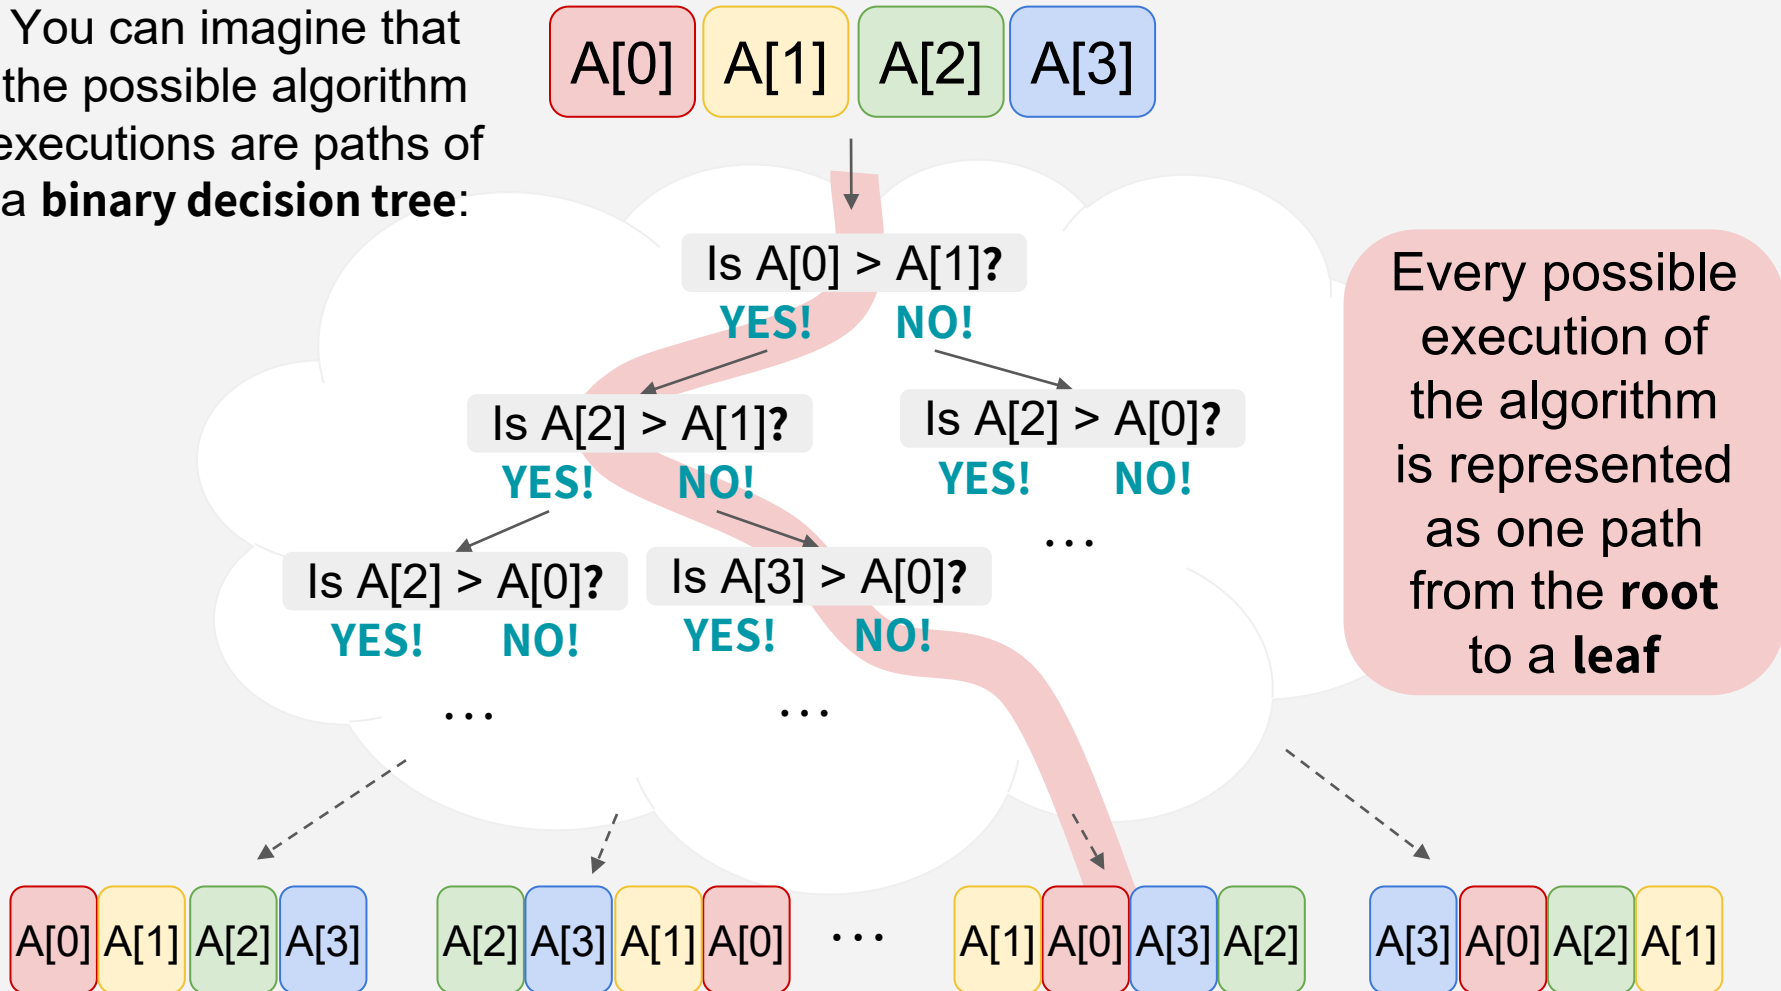 You can imagine that
the possible algorithm
executions are paths of
a binary decision tree:
A[0] A[1] A[2] A[3]
Is A[0] > A[1]?
YES! NO!
Is A[2] > A[1]? Is A[2] > A[0]?
YES! NO! YES! NO!
...
Is A[2] > A[0]? Is A[3] > A[0]?
YES! NO! YES! NO!
... ...
Every possible
execution of
the algorithm
is represented
as one path
from the root
to a leaf
A[0] A[1] A[2] A[3] A[2] A[3] A[1] A[0] ... A[1] A[0] A[3] A[2] A[3] A[0] A[2] A[1]